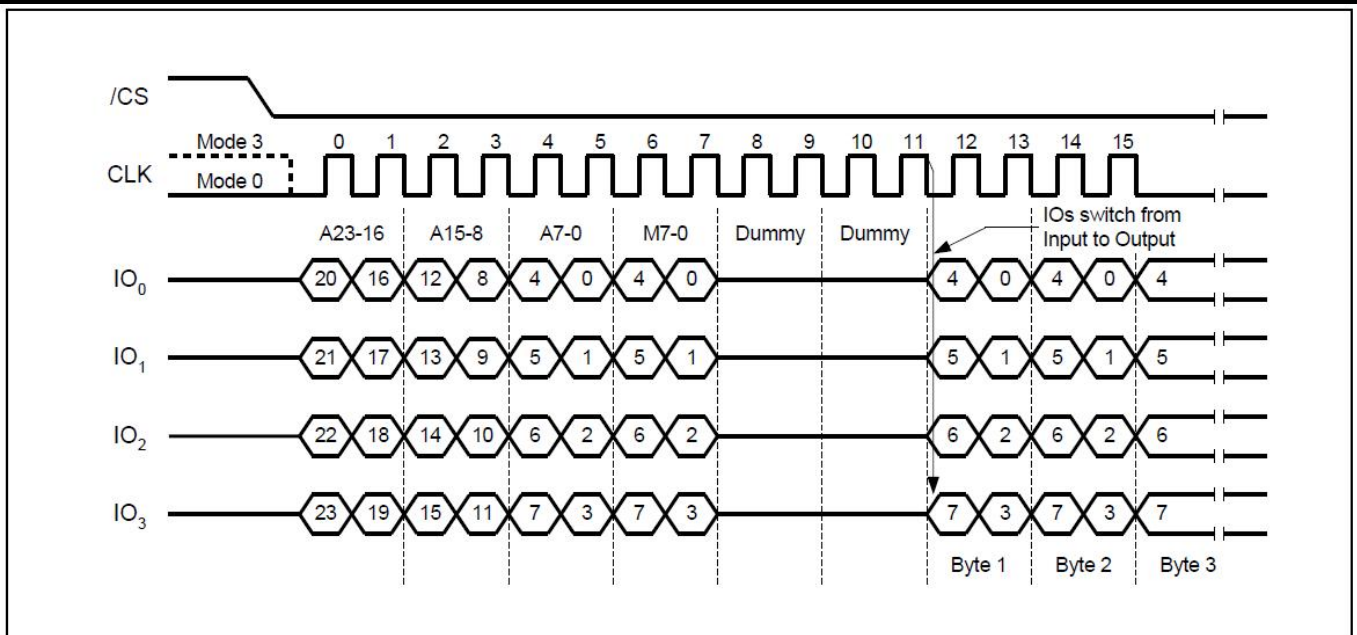 /CS
Mode 3 0 1 2 3 4 5 6 7 8 9 10 11 12 13 14 15
CLK
Mode 0
IOs switch from
Input to Output
A23-16 A15-8 A7-0 M7-0 Dummy Dummy
IO0 20 16 12 8 4 0 4 0 4 0 4 0 4
IO1 21 17 13 9 5 1 5 1 5 1 5 1 5
IO2 22 18 14 10 6 2 6 2 6 2 6 2 6
IO3 23 19 15 11 7 3 7 3 7 3 7 3 7
Byte 1 Byte 2 Byte 3